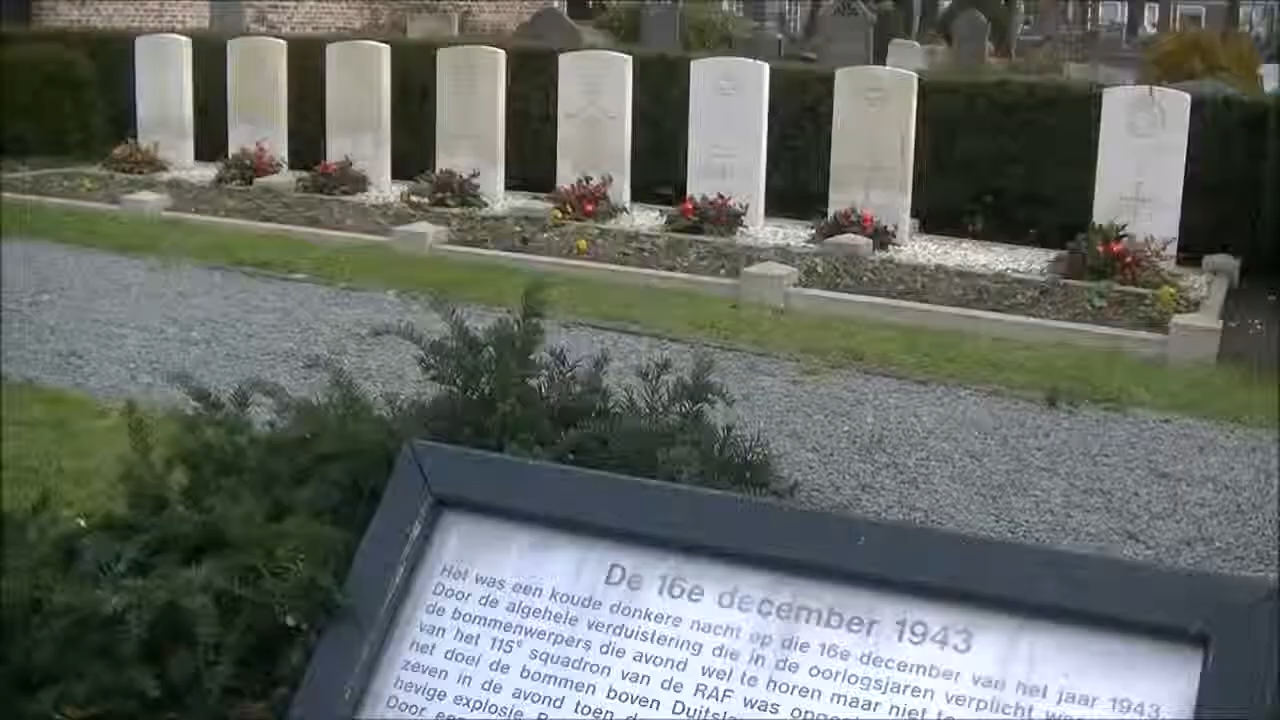 De 16e december 1943
Het was een koude donkere nacht op die 16e december van het jaar 1943.
Door de algehele verduistering die in de oorlogsjaren verplicht
de bommenwerpers die avond wel te horen maar niet
van het 115e squadron van de RAF was
het doel de bommen boven
zeven in de avond toen
hevige explosie
Door